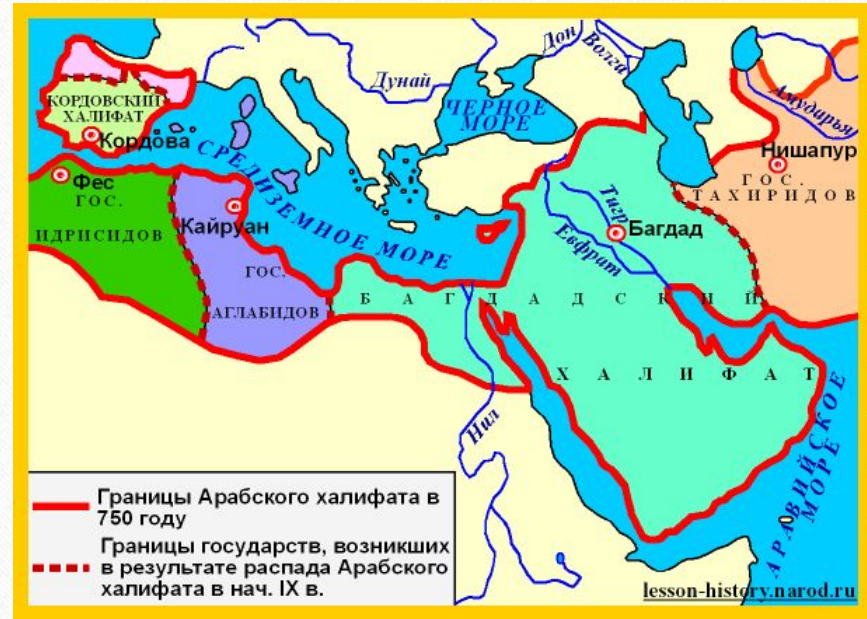 Дон
Волга
Дунай
ЧЕРНОЕ
МОРЕ
Амударья
КОРДОВСКИЙ
ХАЛИФАТ
Кордова
СРЕДИЗЕМНОЕ МОРЕ
Нишапур
ГОС.
ТАХИРИДОВ
Фес
ГОС.
ИДРИСИДОВ
Кайруан
ГОС.
АГЛАБИДОВ
Тигр
Евфрат
Багдад
БАГДАДСКИЙ
ХАЛИФАТ
Нил
АРАВИЙСКОЕ
МОРЕ
Границы Арабского халифата в
750 году
Границы государств, возникших
в результате распада Арабского
халифата в нач. IX в.
lesson-history.narod.ru